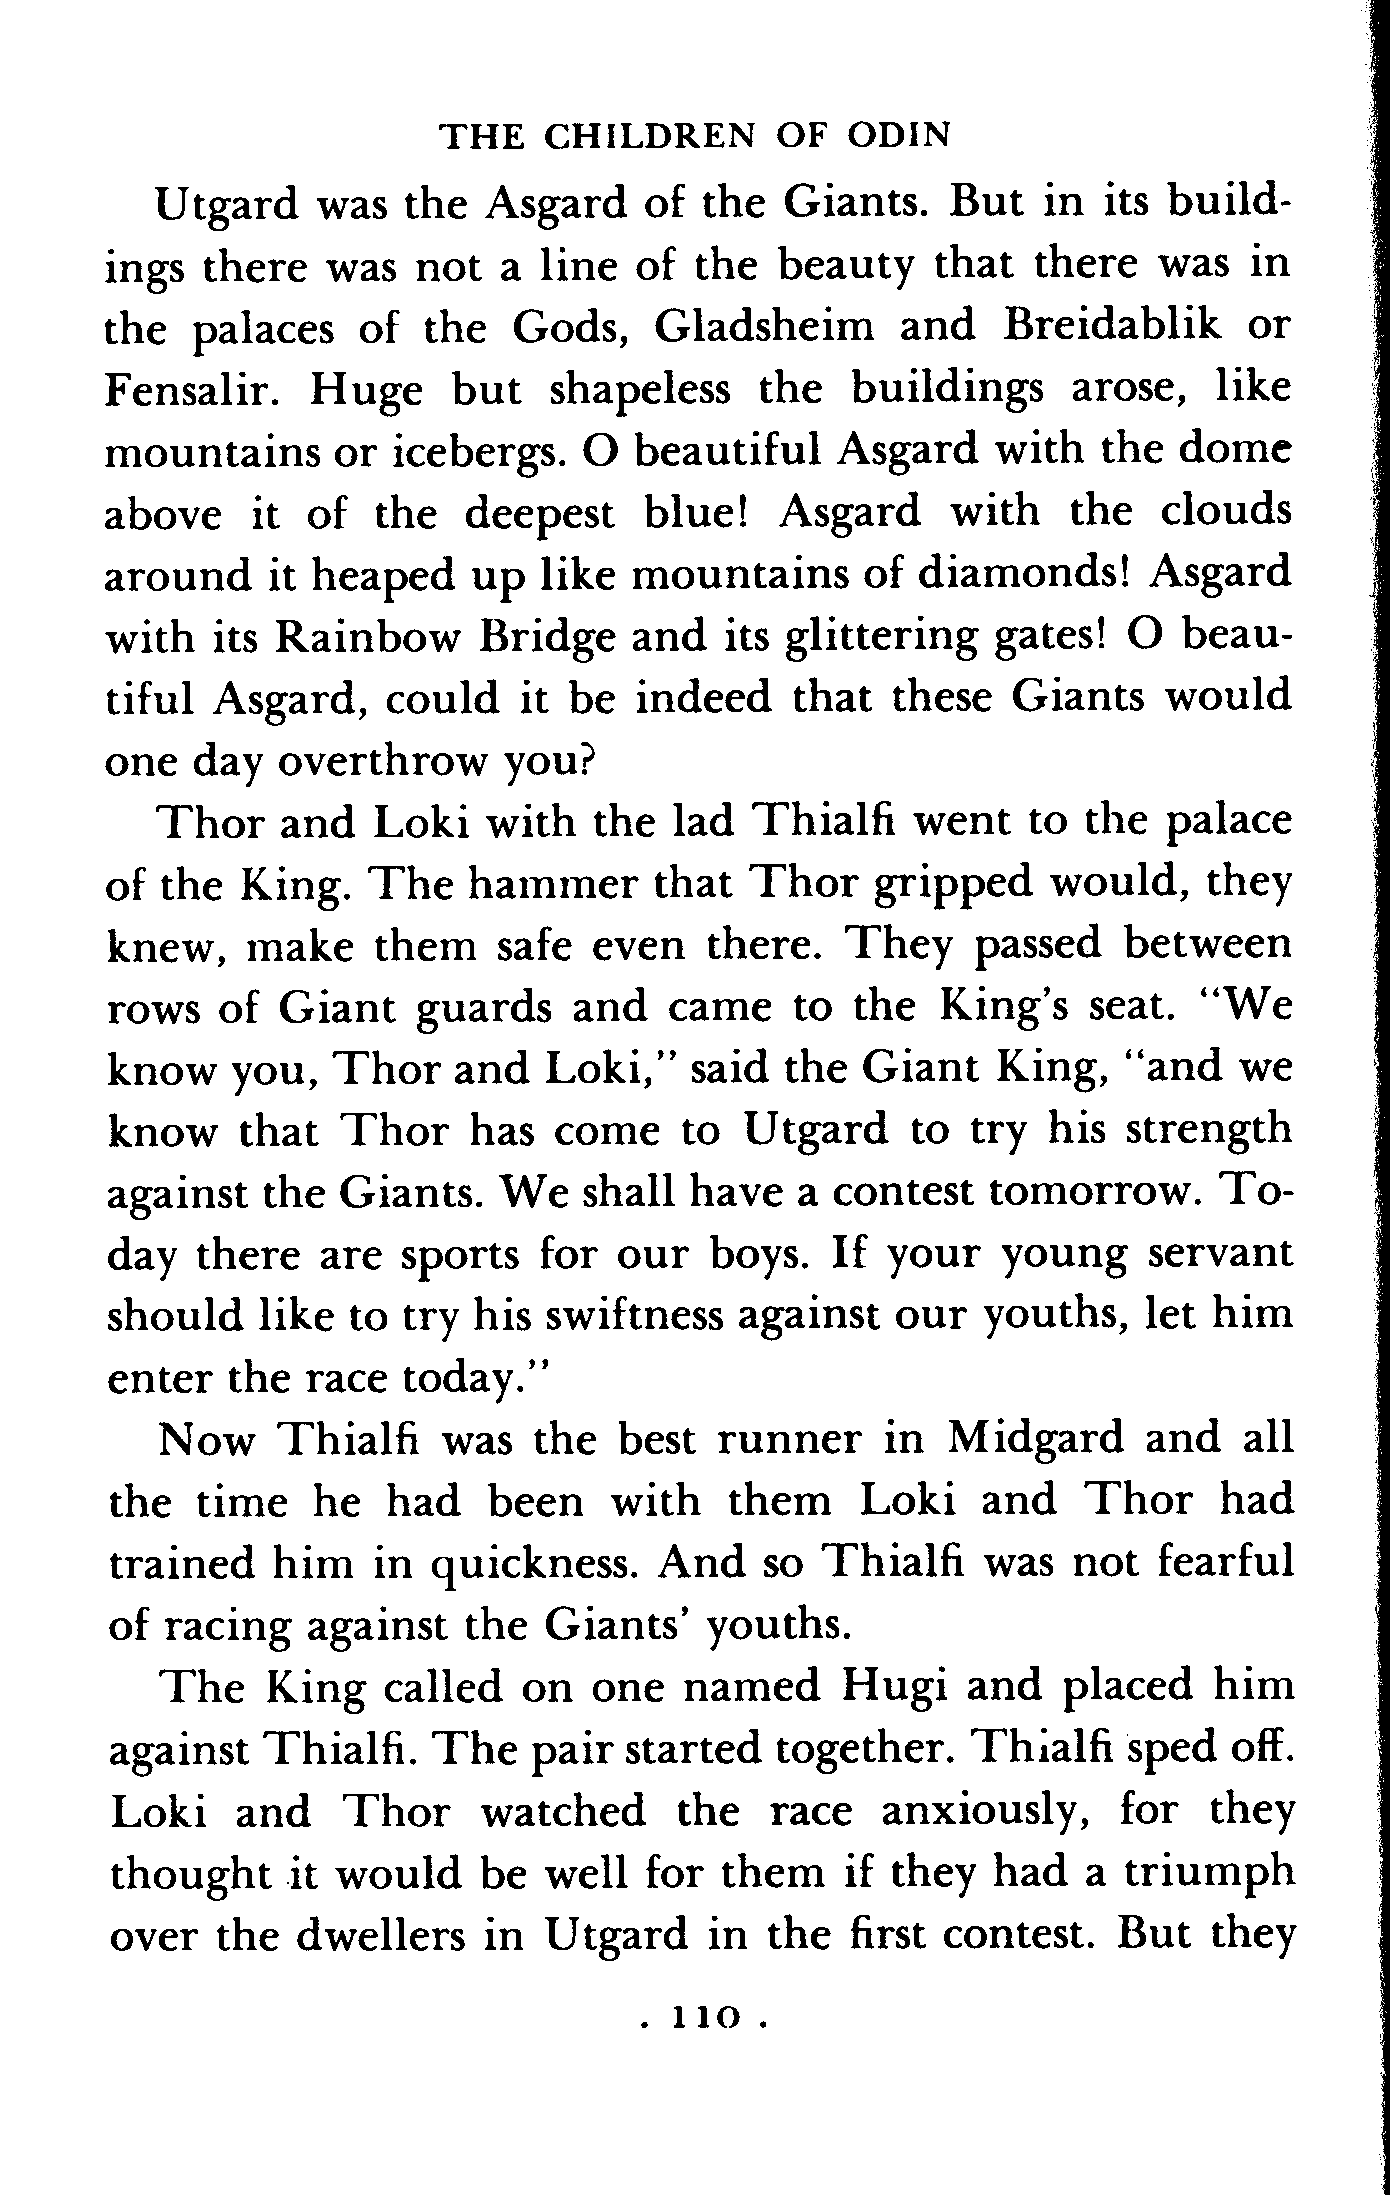 THE CHILDREN OF ODIN
Utgard was the Asgard of the Giants. But in its build-
ings there was not a line of the beauty that there was in
the palaces of the Gods, Gladsheim and Breidablik or
Fensalir. Huge but shapeless the buildings arose, like
mountains or icebergs. O beautiful Asgard with the dome
above it of the deepest blue! Asgard with the clouds
around it heaped up like mountains of diamonds! Asgard
with its Rainbow Bridge and its glittering gates! O beau-
tiful Asgard, could it be indeed that these Giants would
one day overthrow you?
Thor and Loki with the lad Thialfi went to the palace
of the King. The hammer that Thor gripped would, they
knew, make them safe even there. They passed between
rows of Giant guards and came to the King's seat. "We
know you, Thor and Loki," said the Giant King, "and we
know that Thor has come to Utgard to try his strength
against the Giants. We shall have a contest tomorrow. To-
day there are sports for our boys. If your young servant
should like to try his swiftness against our youths, let him
enter the race today."
Now Thialfi was the best runner in Midgard and all
the time he had been with them Loki and Thor had
trained him in quickness. And so Thialfi was not fearful
of racing against the Giants' youths.
The King called on one named Hugi and placed him
against Thialfi. The pair started together. Thialfi sped off.
Loki and Thor watched the race anxiously, for they
thought it would be well for them if they had a triumph
over the dwellers in Utgard in the first contest. But they
. 110 .